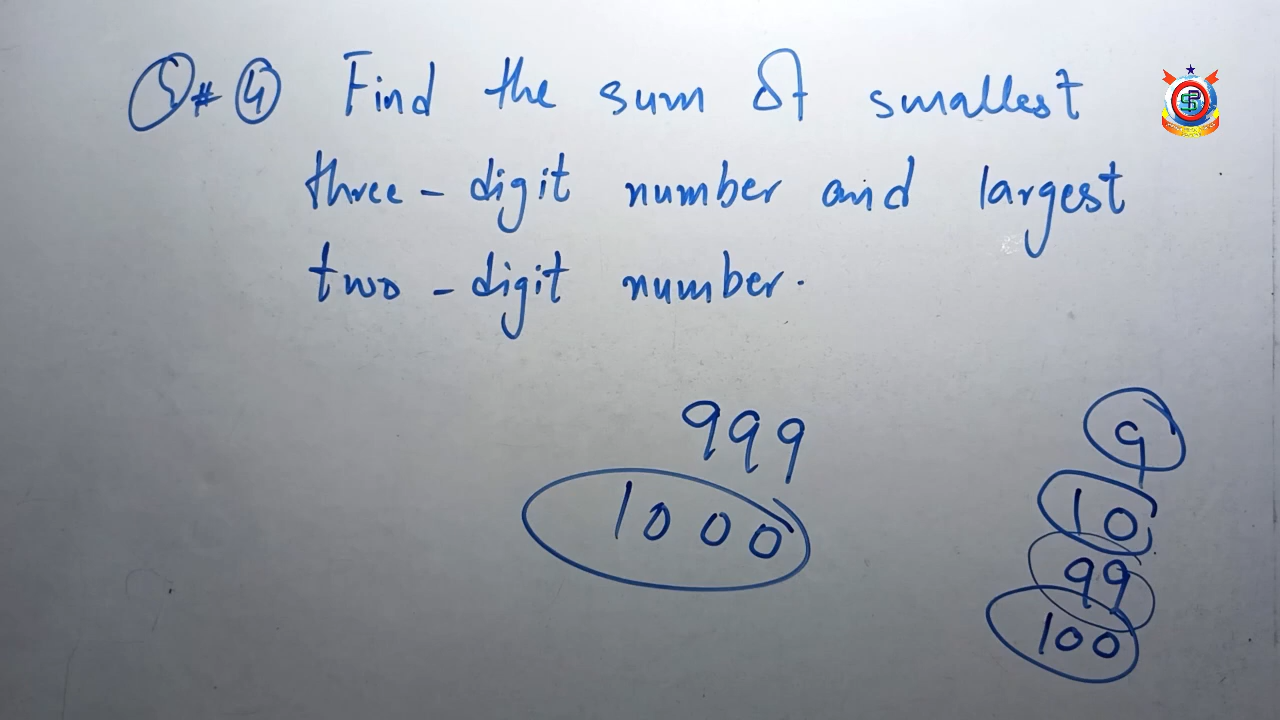 Q # 4 Find the sum of smallest
three - digit number and largest
two - digit number.
999
1000
9
10
99
100